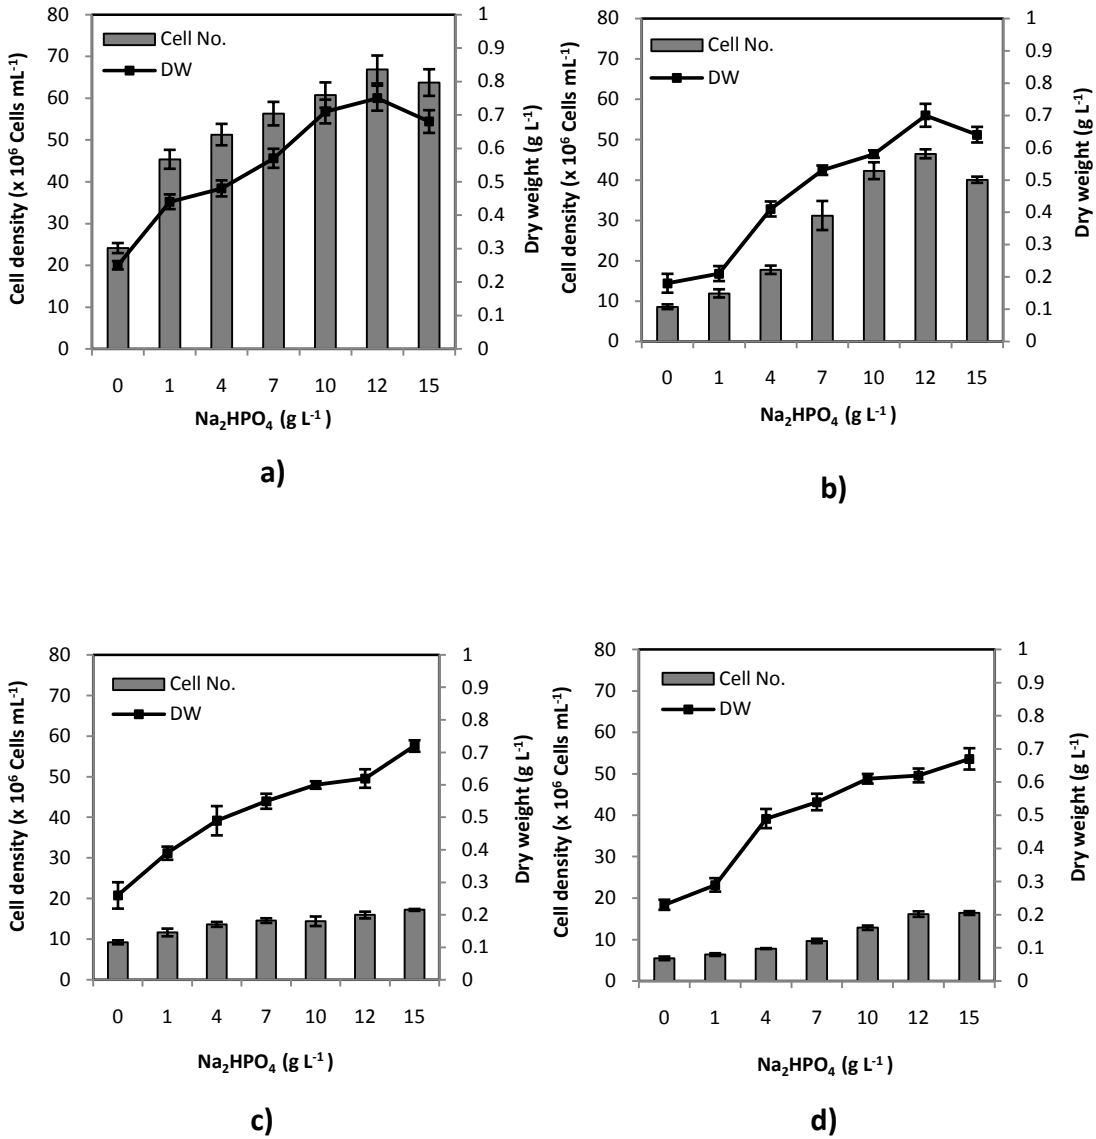 Cell No.
DW
80
70
60
50
40
30
20
10
0
Cell density (x 10⁶ Cells mL⁻¹)
1
0.9
0.8
0.7
0.6
0.5
0.4
0.3
0.2
0.1
0
Dry weight (g L⁻¹)
0 1 4 7 10 12 15
Na₂HPO₄ (g L⁻¹ )
a)
Cell No.
DW
80
70
60
50
40
30
20
10
0
Cell density (x 10⁶ Cells mL⁻¹)
1
0.9
0.8
0.7
0.6
0.5
0.4
0.3
0.2
0.1
0
Dry weight (g L⁻¹)
0 1 4 7 10 12 15
Na₂HPO₄ (g L⁻¹ )
b)
Cell No.
DW
80
70
60
50
40
30
20
10
0
Cell density (x 10⁶ Cells mL⁻¹)
1
0.9
0.8
0.7
0.6
0.5
0.4
0.3
0.2
0.1
0
Dry weight (g L⁻¹)
0 1 4 7 10 12 15
Na₂HPO₄ (g L⁻¹ )
c)
Cell No.
DW
80
70
60
50
40
30
20
10
0
Cell density (x 10⁶ Cells mL⁻¹)
1
0.9
0.8
0.7
0.6
0.5
0.4
0.3
0.2
0.1
0
Dry weight (g L⁻¹)
0 1 4 7 10 12 15
Na₂HPO₄ (g L⁻¹ )
d)